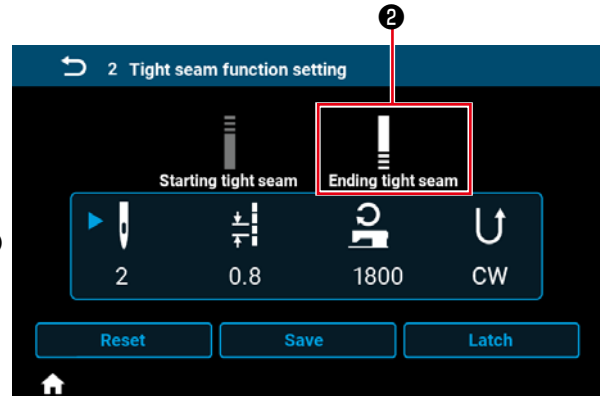 ❷
2 Tight seam function setting
Starting tight seam Ending tight seam
2 0.8 1800 CW
Reset Save Latch